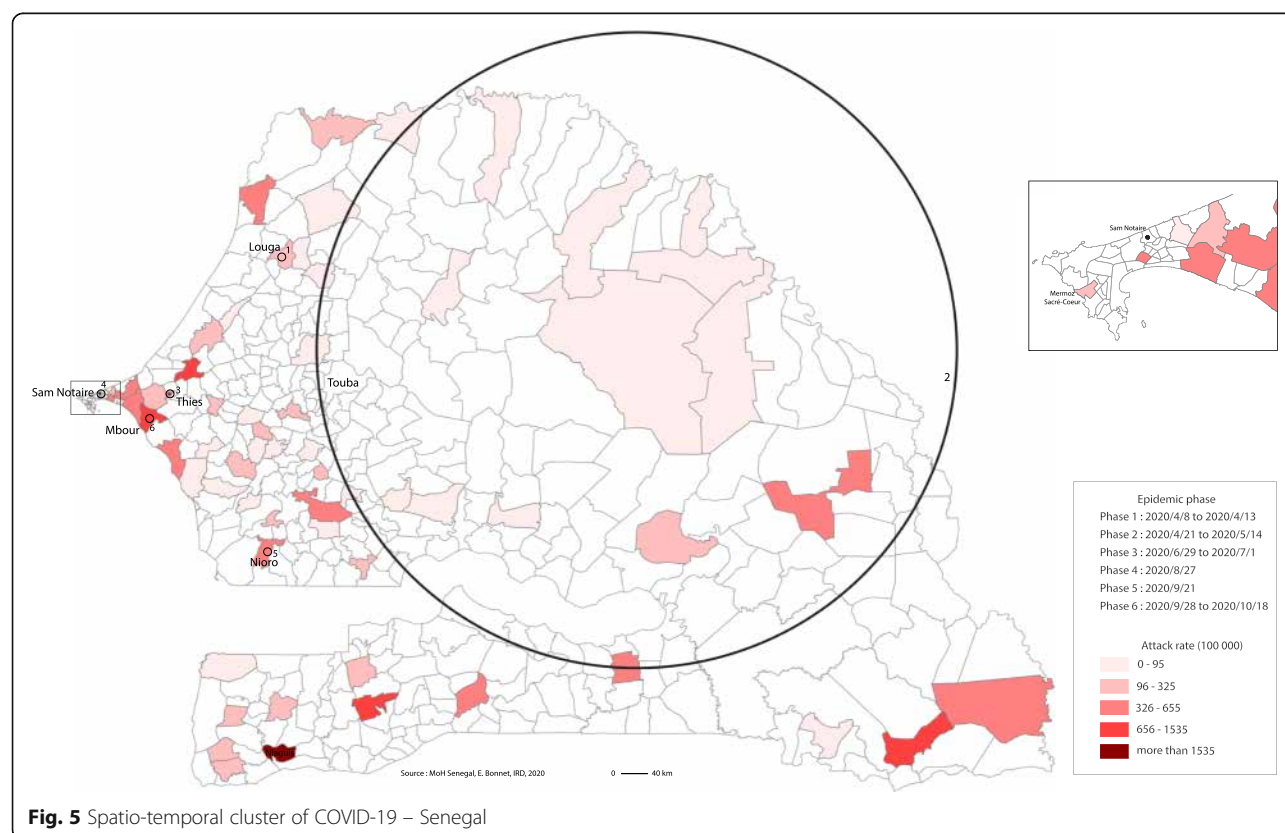 Louga
1
Sam Notaire
4
3
Thies
Mbour
6
Touba
2
5
Nioro
Sam Notaire
Mermoz
Sacré-Coeur
Epidemic phase
Phase 1 : 2020/4/8 to 2020/4/13
Phase 2 : 2020/4/21 to 2020/5/14
Phase 3 : 2020/6/29 to 2020/7/1
Phase 4 : 2020/8/27
Phase 5 : 2020/9/21
Phase 6 : 2020/9/28 to 2020/10/18
Attack rate (100 000)
0 - 95
96 - 325
326 - 655
656 - 1535
more than 1535
Source : MoH Senegal, E. Bonnet, IRD, 2020
0 40 km
Fig. 5 Spatio-temporal cluster of COVID-19 – Senegal